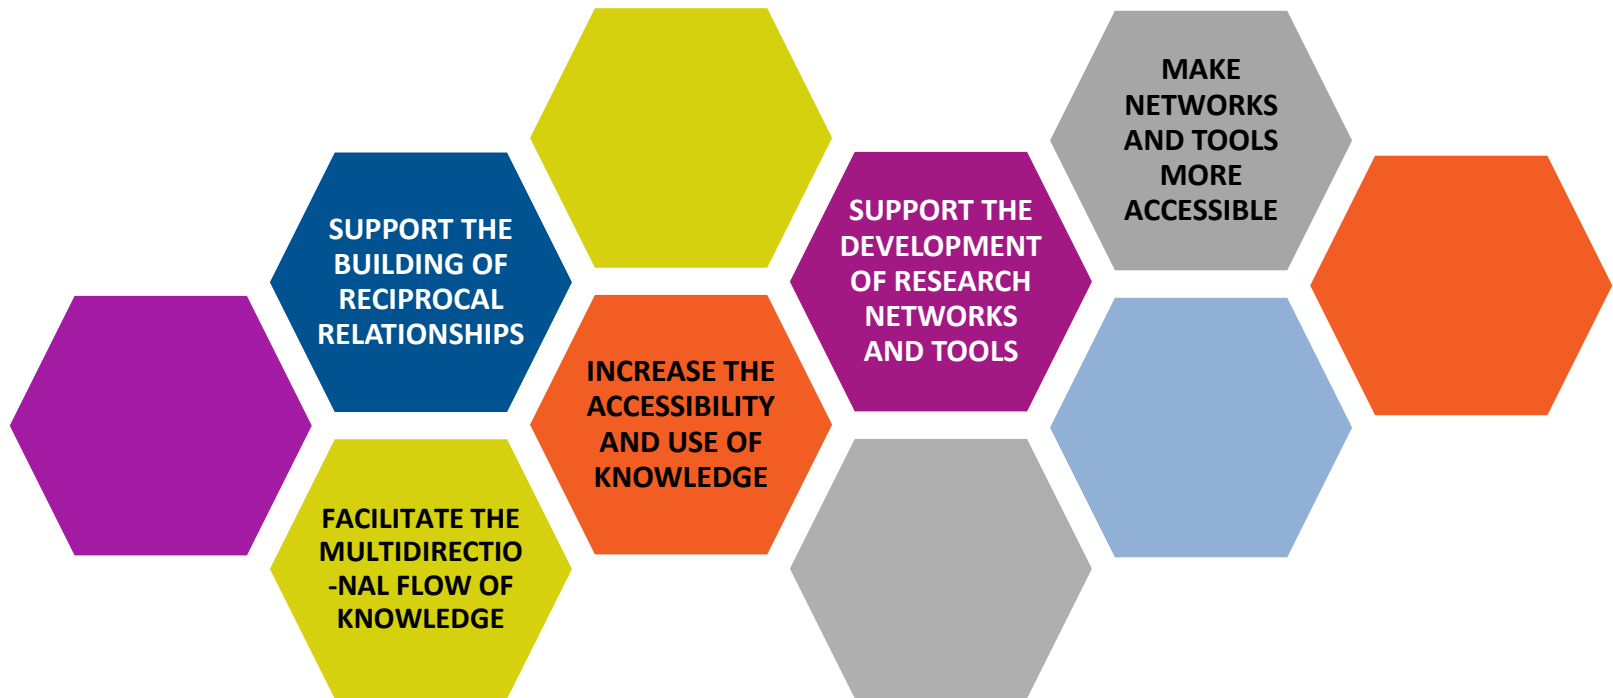 SUPPORT THE
BUILDING OF
RECIPROCAL
RELATIONSHIPS
FACILITATE THE
MULTIDIRECTIO
-NAL FLOW OF
KNOWLEDGE
INCREASE THE
ACCESSIBILITY
AND USE OF
KNOWLEDGE
SUPPORT THE
DEVELOPMENT
OF RESEARCH
NETWORKS
AND TOOLS
MAKE
NETWORKS
AND TOOLS
MORE
ACCESSIBLE